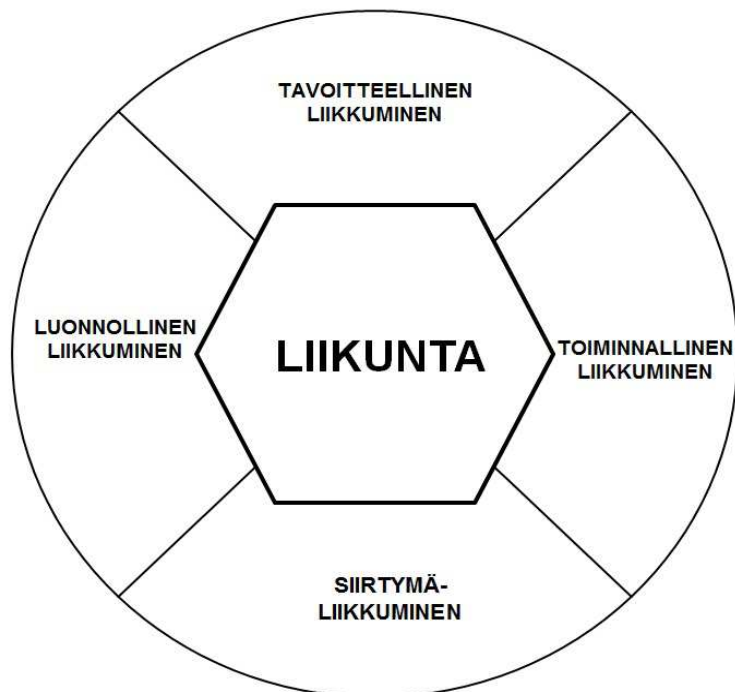 TAVOITTEELLINEN
LIIKKUMINEN
LUONNOLLINEN
LIIKKUMINEN
LIIKUNTA
TOIMINNALLINEN
LIIKKUMINEN
SIIRTYMÄ-
LIIKKUMINEN